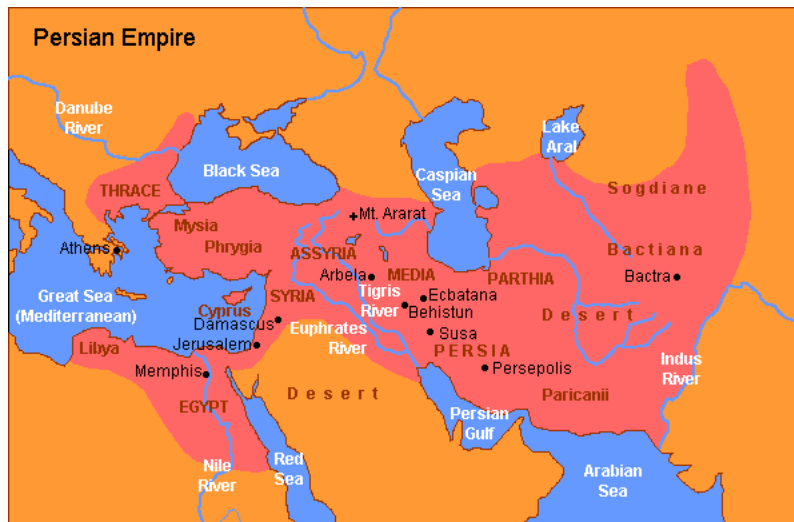 Persian Empire
Danube
River
Black Sea
Caspian
Sea
Lake
Aral
THRACE
Sogdiane
Mysia
Mt. Ararat
Phrygia
Athens
ASSYRIA
Bactiana
Arbela
MEDIA
PARTHIA
Bactra
Great Sea
(Mediterranean)
Cyprus
SYRIA
Tigris
River
Ecbatana
Behistun
Desert
Damascus
Jerusalem
Euphrates
River
Susa
Libya
PERSIA
Memphis
Persepolis
Indus
River
EGYPT
Desert
Paricanii
Persian
Gulf
Nile
River
Red
Sea
Arabian
Sea